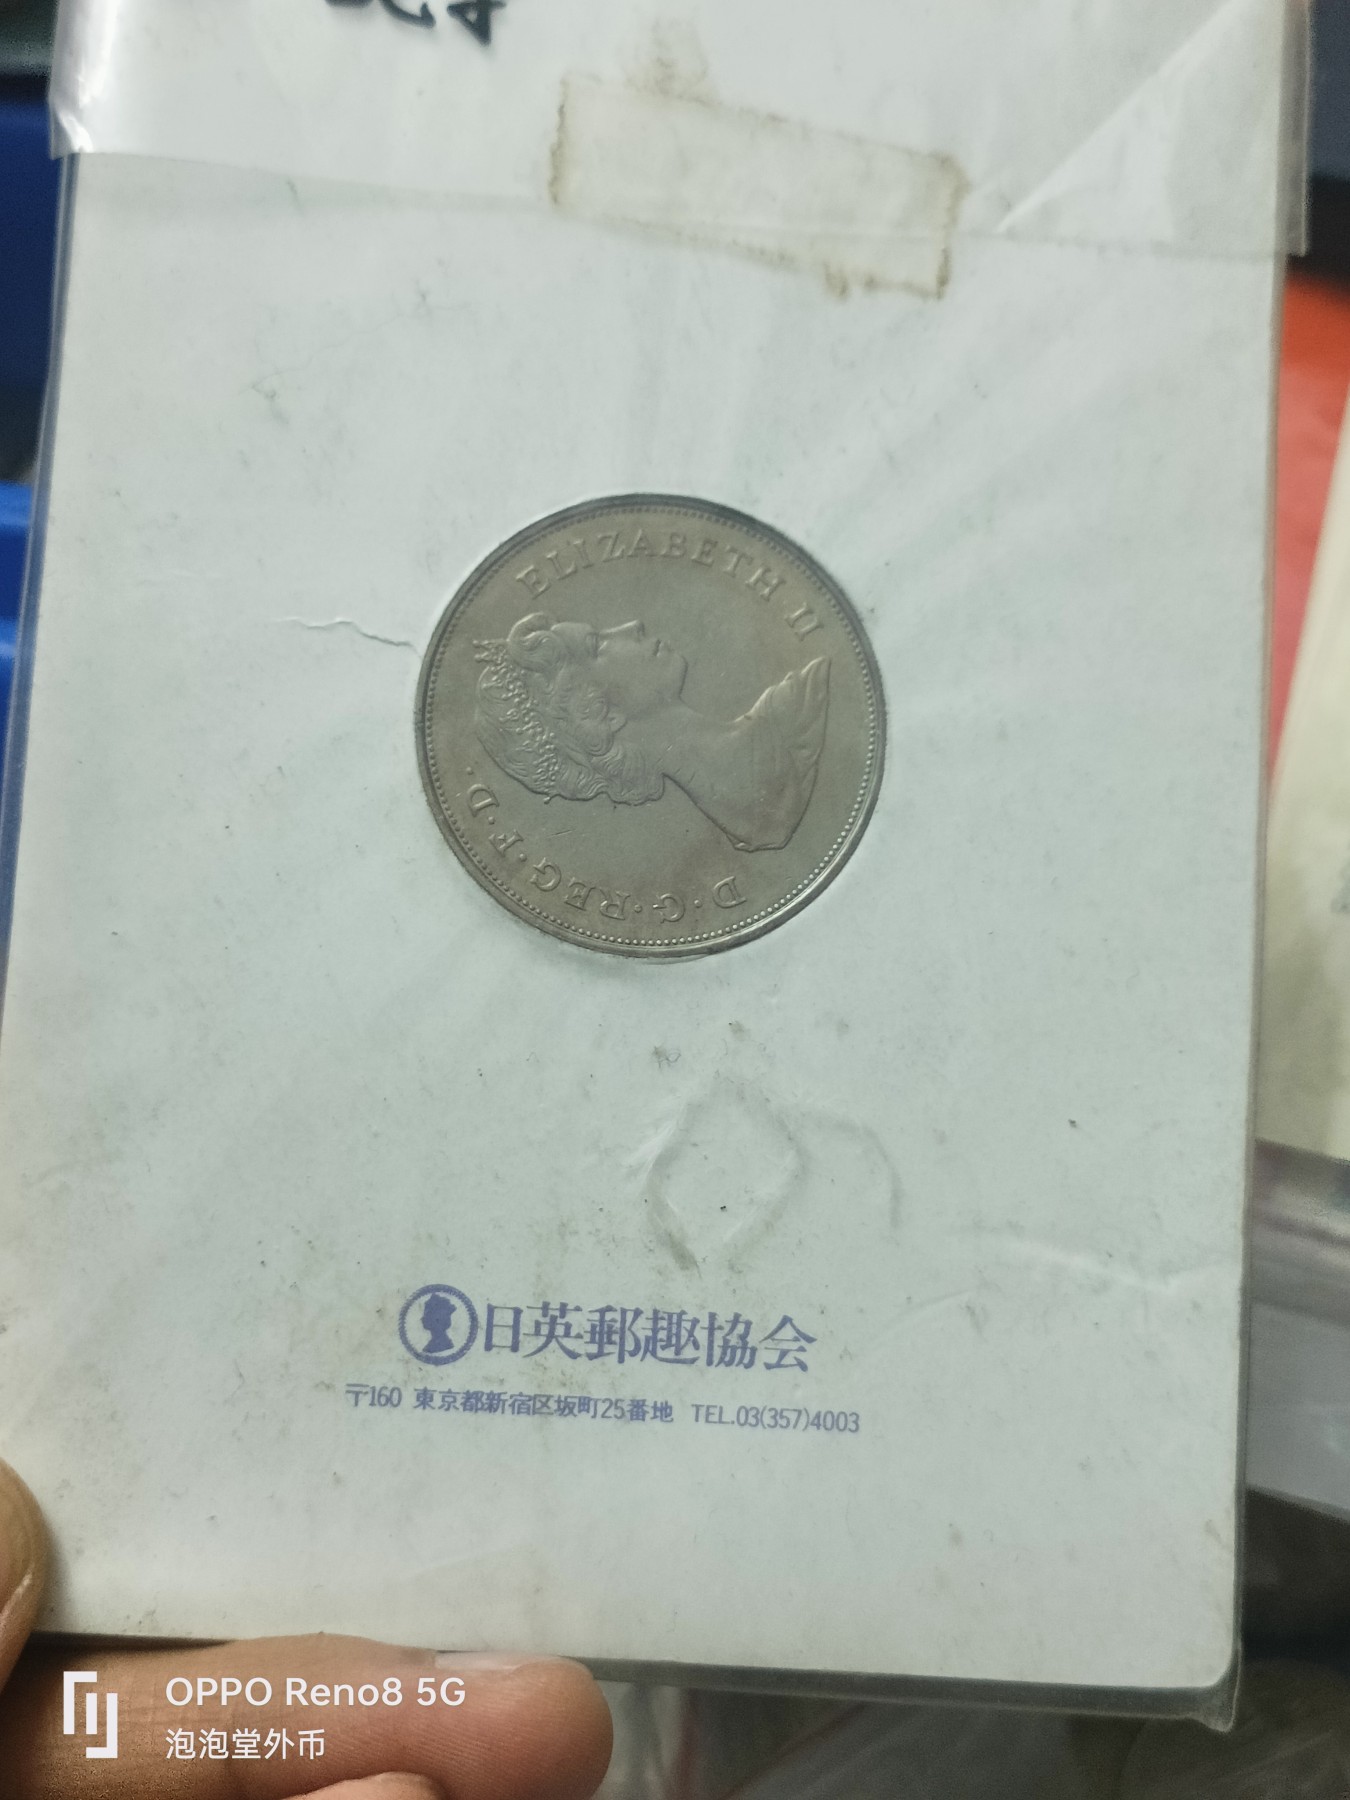 ELIZABETH II
D·G·REG·F·D.
日英郵趣協会
〒160 東京都新宿区坂町25番地 TEL.03(357)4003
OPPO Reno8 5G
泡泡堂外币